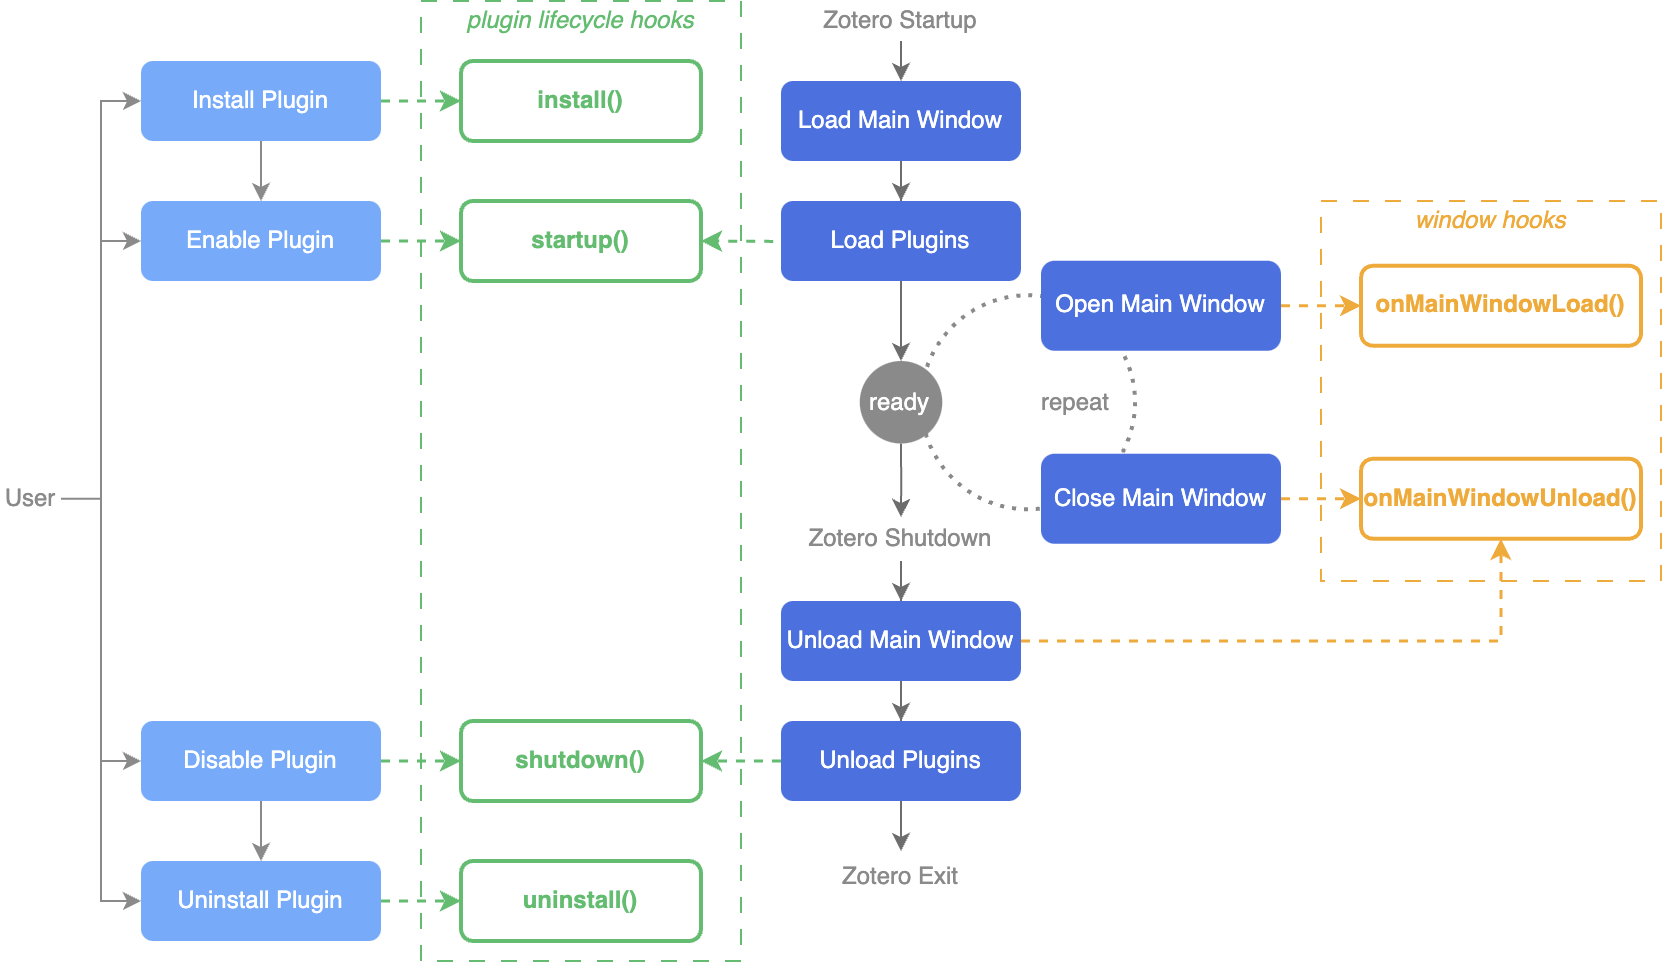 plugin lifecycle hooks
Zotero Startup
Install Plugin
install()
Load Main Window
Enable Plugin
startup()
Load Plugins
window hooks
Open Main Window
onMainWindowLoad()
ready
repeat
User
Close Main Window
onMainWindowUnload()
Zotero Shutdown
Unload Main Window
Disable Plugin
shutdown()
Unload Plugins
Zotero Exit
Uninstall Plugin
uninstall()